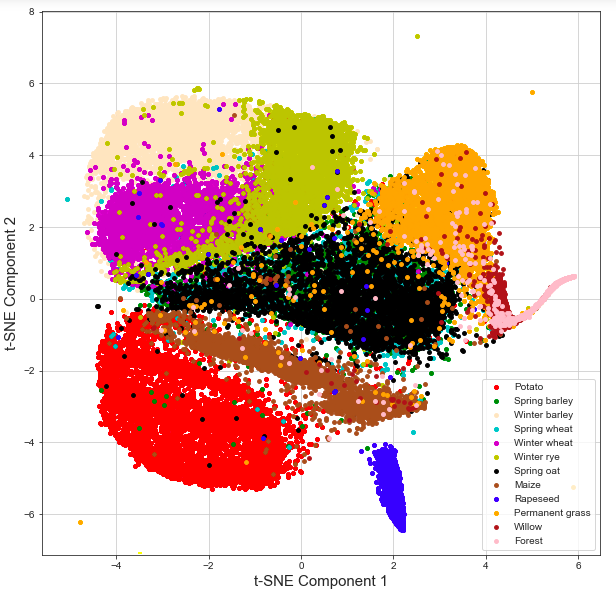 8
6
4
2
0
−2
−4
−6
t-SNE Component 2
Potato
Spring barley
Winter barley
Spring wheat
Winter wheat
Winter rye
Spring oat
Maize
Rapeseed
Permanent grass
Willow
Forest
−4 −2 0 2 4 6
t-SNE Component 1